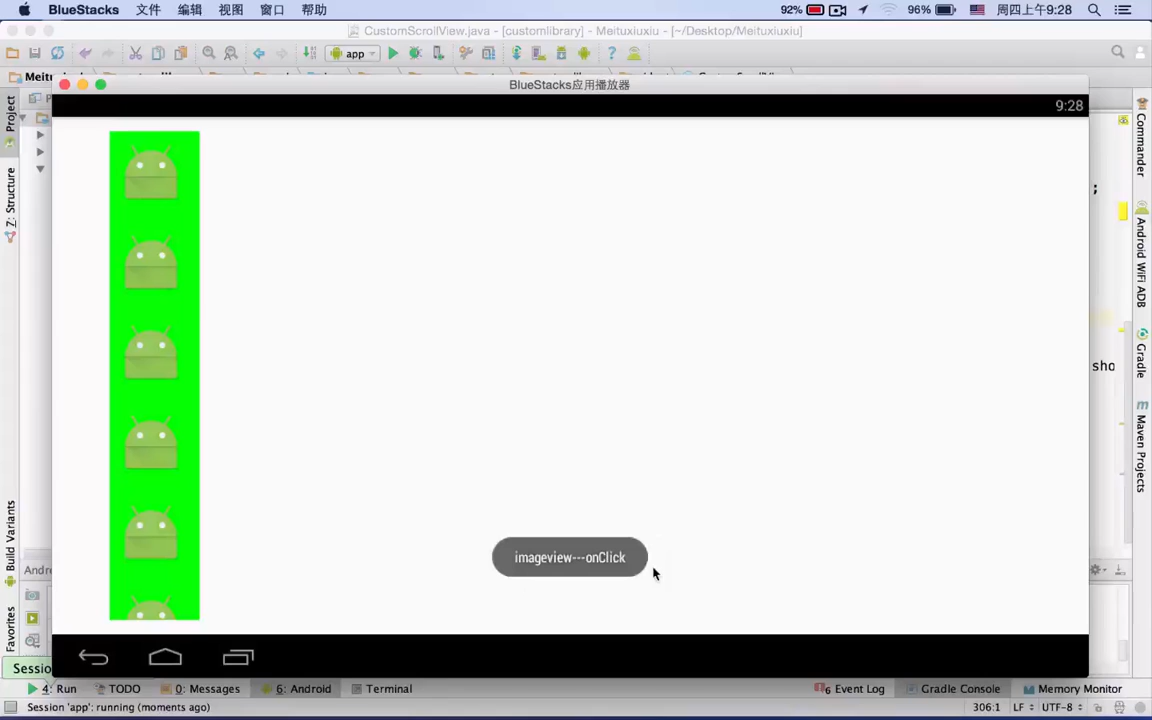 BlueStacks 文件 编辑 视图 窗口 帮助 92% 96% 周四上午9:28
CustomScrollView.java - [customlibrary] - Meituxiuxiu - [~/Desktop/Meituxiuxiu]
app
Meitu
BlueStacks应用播放器
9:28
Project
Z: Structure
Build Variants
Favorites
Commander
Android WiFi ADB
Gradle
Maven Projects
;
sho
imageview---onClick
Andro
Sessio
4: Run TODO 0: Messages 6: Android Terminal 6 Event Log Gradle Console Memory Monitor
Session 'app': running (moments ago) 306:1 LF UTF-8